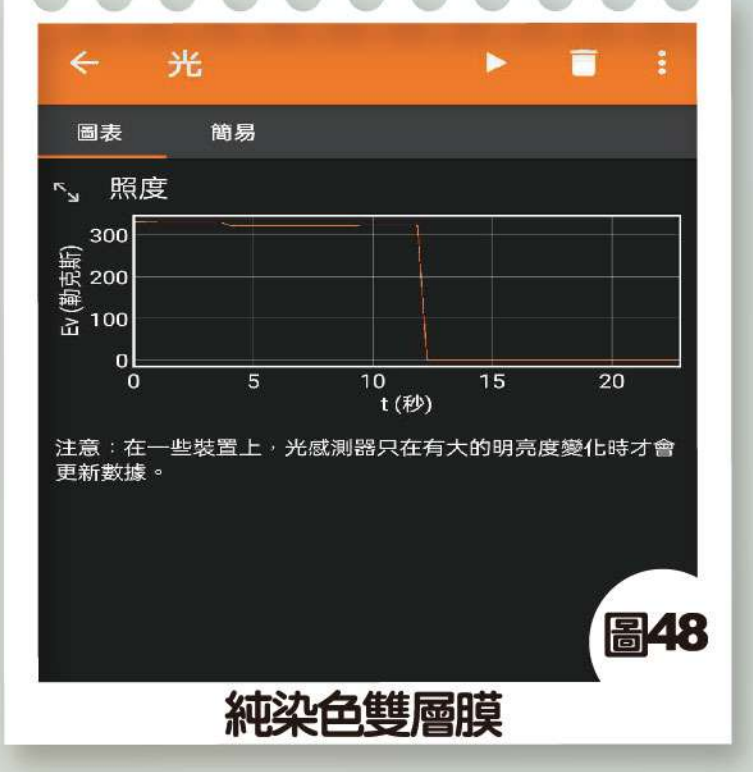 光
圖表 簡易
照度
300
200
100
0
Ev (勒克斯)
0 5 10 15 20
t (秒)
注意：在一些裝置上，光感測器只在有大的明亮度變化時才會
更新數據。
圖48
純染色雙層膜